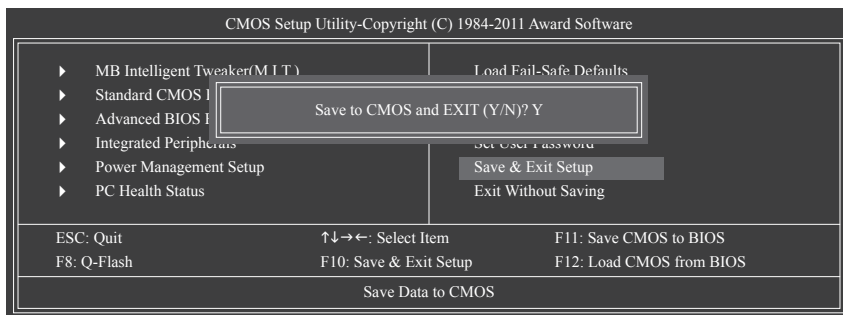 CMOS Setup Utility-Copyright (C) 1984-2011 Award Software
MB Intelligent Tweaker(M.I.T.)
Standard CMOS
Advanced BIOS
Integrated Peripherals
Power Management Setup
PC Health Status
Load Fail-Safe Defaults
Set User Password
Save & Exit Setup
Exit Without Saving
Save to CMOS and EXIT (Y/N)? Y
ESC: Quit ↑↓→←: Select Item F11: Save CMOS to BIOS
F8: Q-Flash F10: Save & Exit Setup F12: Load CMOS from BIOS
Save Data to CMOS